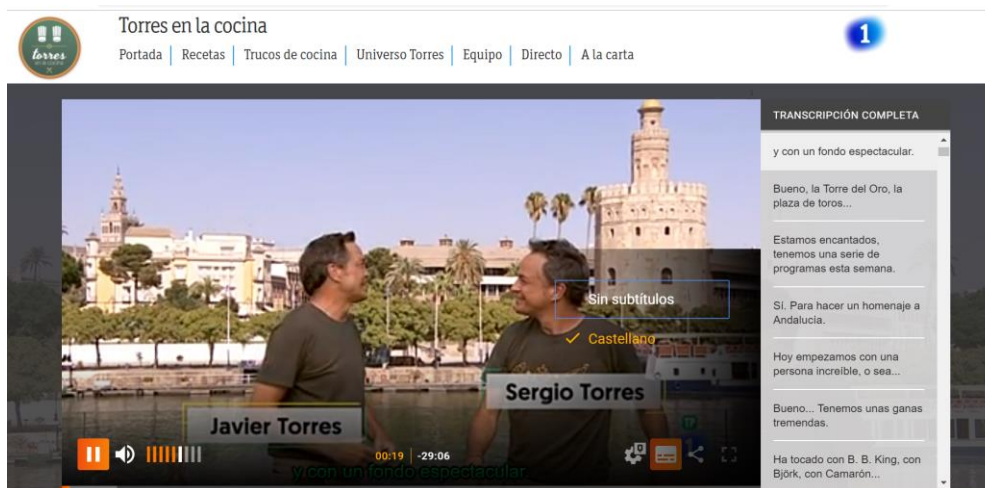 Torres en la cocina
torres
en la cocina
Portada | Recetas | Trucos de cocina | Universo Torres | Equipo | Directo | A la carta
1
Sin subtítulos
Castellano
Javier Torres
Sergio Torres
12
00:19 | -29:06
y con un fondo espectacular.
TRANSCRIPCIÓN COMPLETA
y con un fondo espectacular.
Bueno, la Torre del Oro, la
plaza de toros...
Estamos encantados,
tenemos una serie de
programas esta semana.
SÍ. Para hacer un homenaje a
Andalucía.
Hoy empezamos con una
persona increíble, o sea...
Bueno... Tenemos unas ganas
tremendas.
Ha tocado con B. B. King, con
Björk, con Camarón...